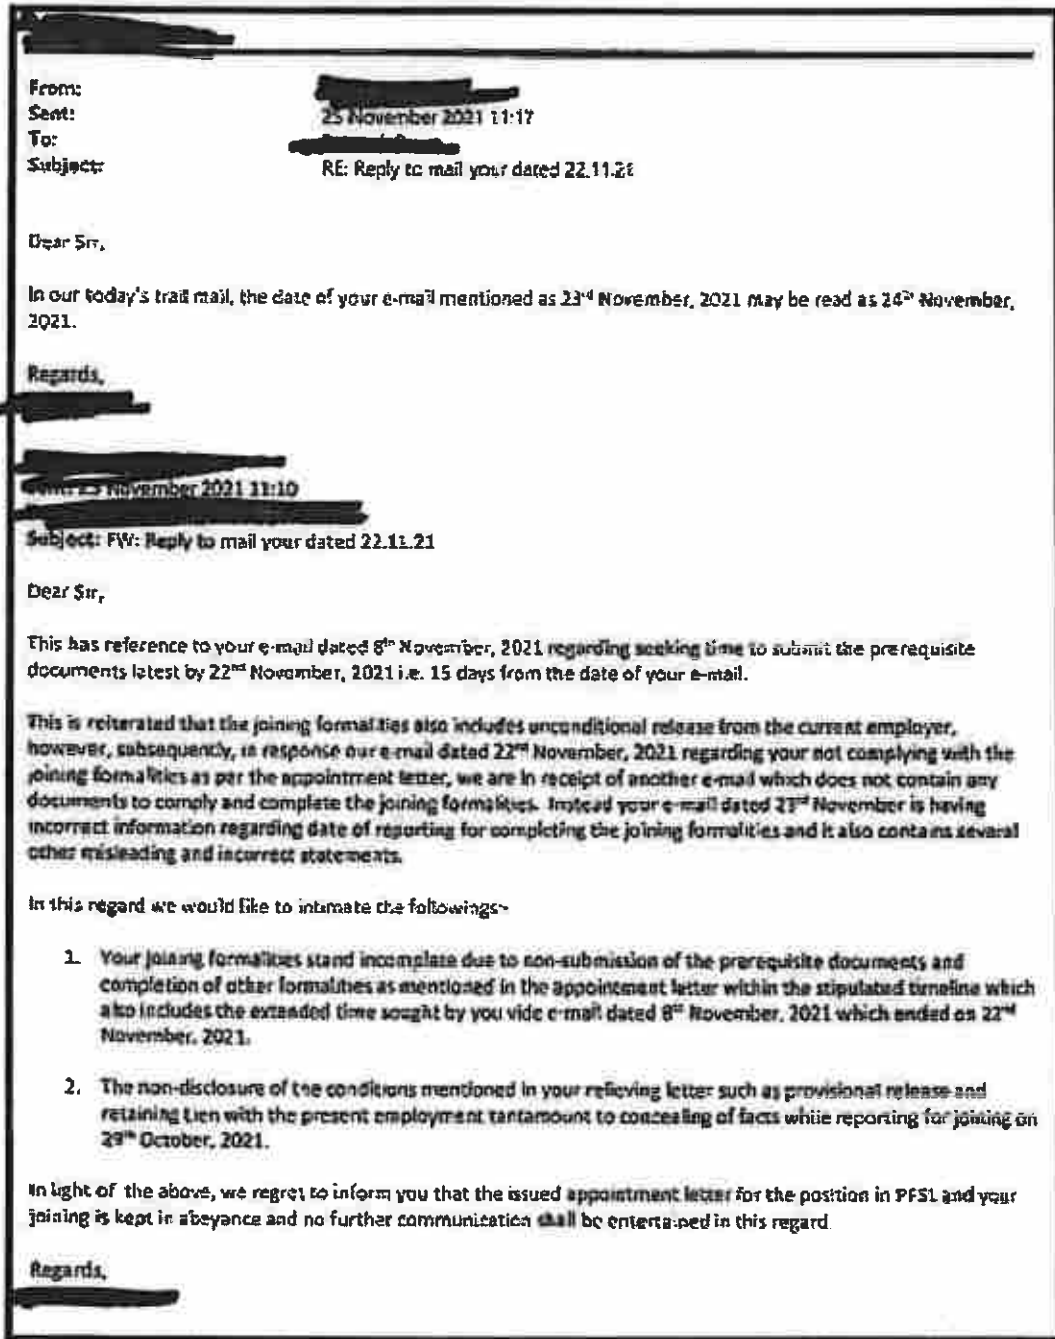 From:
Sent: 25 November 2021 11:17
To:
Subject: RE: Reply to mail your dated 22.11.21
Dear Sir,
In our today's trail mail, the date of your e-mail mentioned as 23rd November, 2021 may be read as 24th November,
2021.
Regards,
November 2021 11:10
Subject: FW: Reply to mail your dated 22.11.21
Dear Sir,
This has reference to your e-mail dated 8th November, 2021 regarding seeking time to submit the prerequisite
documents latest by 22nd November, 2021 i.e. 15 days from the date of your e-mail.
This is reiterated that the joining formalities also includes unconditional release from the current employer,
however, subsequently, in response our e-mail dated 22nd November, 2021 regarding your not complying with the
joining formalities as per the appointment letter, we are in receipt of another e-mail which does not contain any
documents to comply and complete the joining formalities. Instead your e-mail dated 23rd November is having
incorrect information regarding date of reporting for completing the joining formalities and it also contains several
other misleading and incorrect statements.
In this regard we would like to intimate the followings-
1. Your joining formalities stand incomplete due to non-submission of the prerequisite documents and
completion of other formalities as mentioned in the appointment letter within the stipulated timeline which
also includes the extended time sought by you vide e-mail dated 8th November, 2021 which ended on 22nd
November, 2021.
2. The non-disclosure of the conditions mentioned in your relieving letter such as provisional release and
retaining lien with the present employment tantamount to concealing of facts while reporting for joining on
29th October, 2021.
In light of the above, we regret to inform you that the issued appointment letter for the position in PFSL and your
joining is kept in abeyance and no further communication shall be entertained in this regard.
Regards,